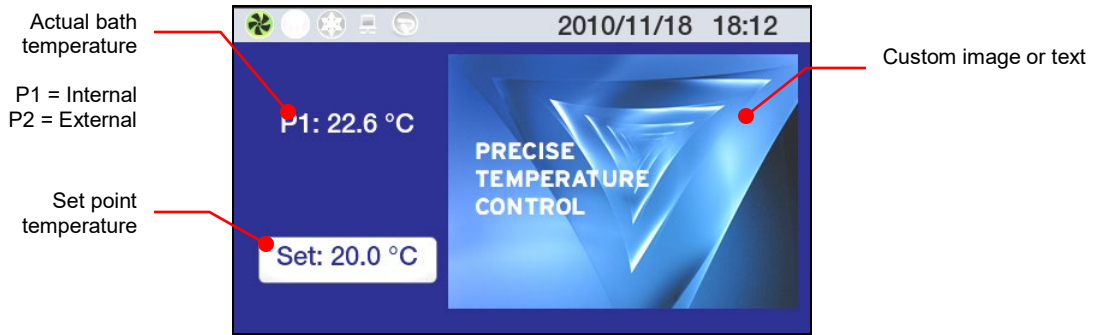 Actual bath
temperature
P1 = Internal
P2 = External
Set point
temperature
2010/11/18 18:12
P1: 22.6 °C
Set: 20.0 °C
PRECISE
TEMPERATURE
CONTROL
Custom image or text